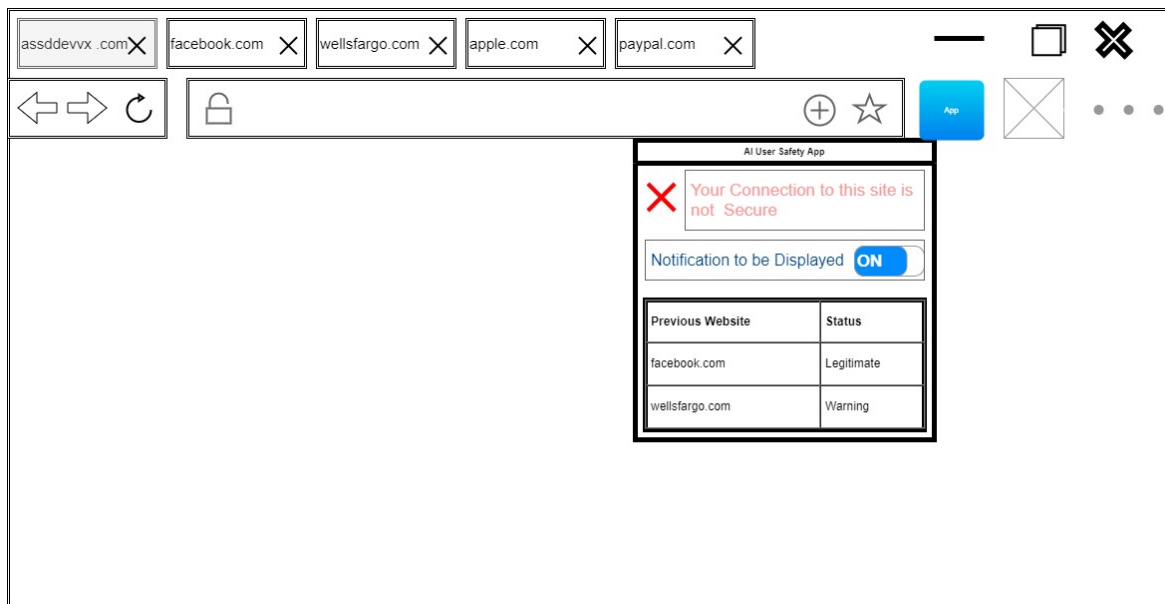 assddevvx .com
facebook.com
wellsfargo.com
apple.com
paypal.com
App
AI User Safety App
Your Connection to this site is
not Secure
Notification to be Displayed ON
Previous Website Status
facebook.com Legitimate
wellsfargo.com Warning